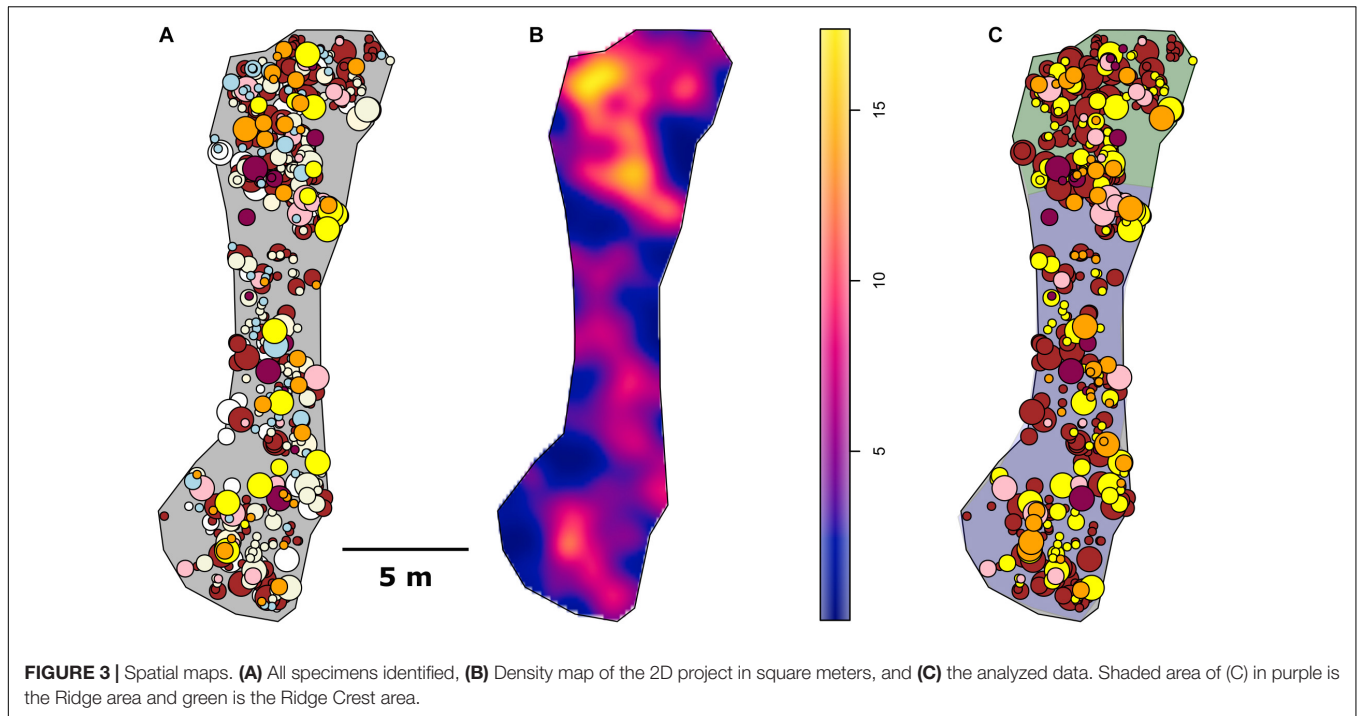 A
B
C
15
10
5
5 m
FIGURE 3 | Spatial maps. (A) All specimens identified, (B) Density map of the 2D project in square meters, and (C) the analyzed data. Shaded area of (C) in purple is
the Ridge area and green is the Ridge Crest area.